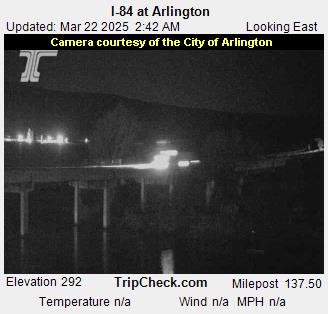 I-84 at Arlington
Updated: Mar 22 2025 2:42 AM Looking East
Camera courtesy of the City of Arlington
Elevation 292 TripCheck.com Milepost 137.50
Temperature n/a Wind n/a MPH n/a